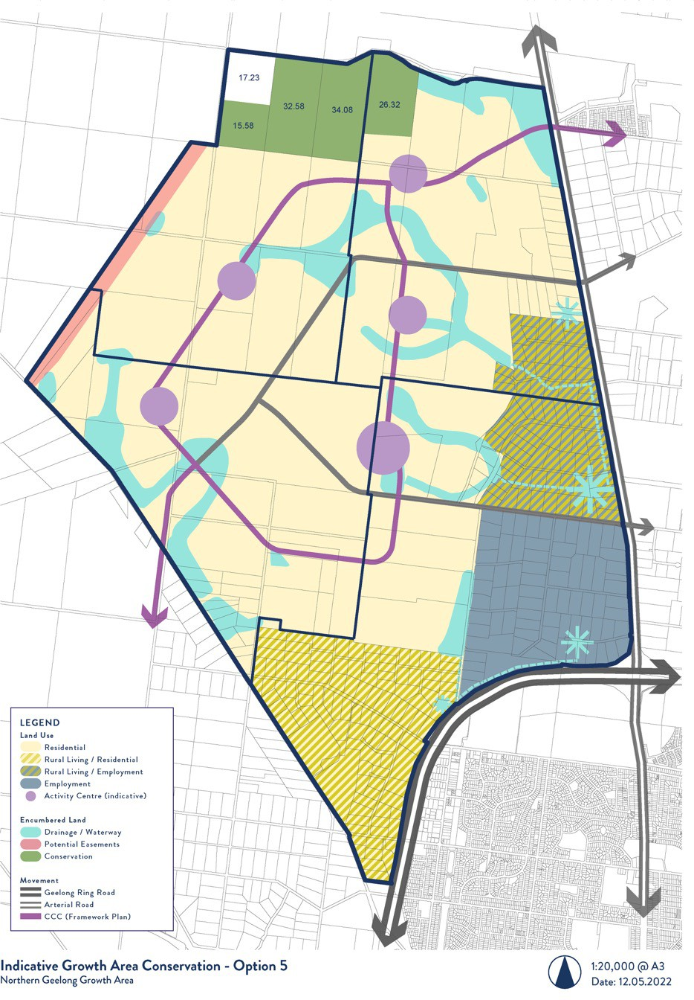 17.23
32.58
34.08
26.32
15.58
LEGEND
Land Use
Residential
Rural Living / Residential
Rural Living / Employment
Employment
Activity Centre (indicative)
Encumbered Land
Drainage / Waterway
Potential Easements
Conservation
Movement
Geelong Ring Road
Arterial Road
CCC (Framework Plan)
Indicative Growth Area Conservation - Option 5
Northern Geelong Growth Area
1:20,000 @ A3
Date: 12.05.2022